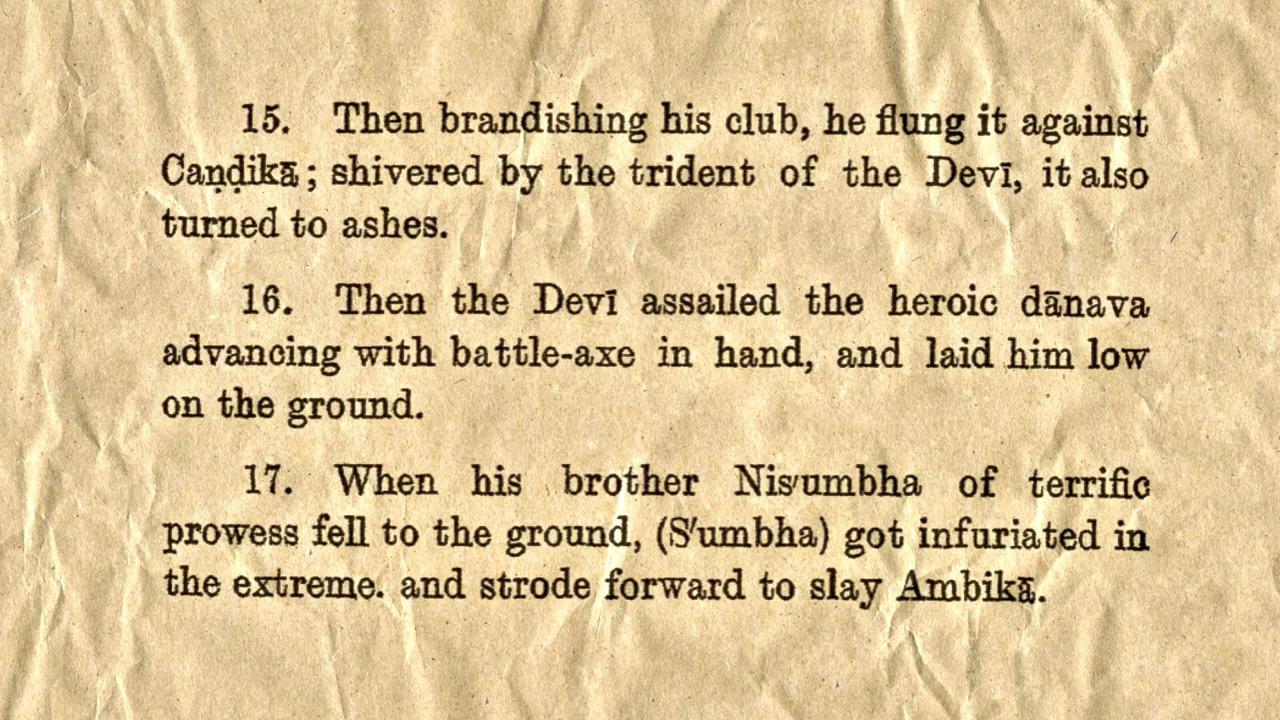 15. Then brandishing his club, he flung it against
Caṇḍikā ; shivered by the trident of the Devī, it also
turned to ashes.
16. Then the Devī assailed the heroic dānava
advancing with battle-axe in hand, and laid him low
on the ground.
17. When his brother Nis′umbha of terrific
prowess fell to the ground, (S′umbha) got infuriated in
the extreme. and strode forward to slay Ambikā.